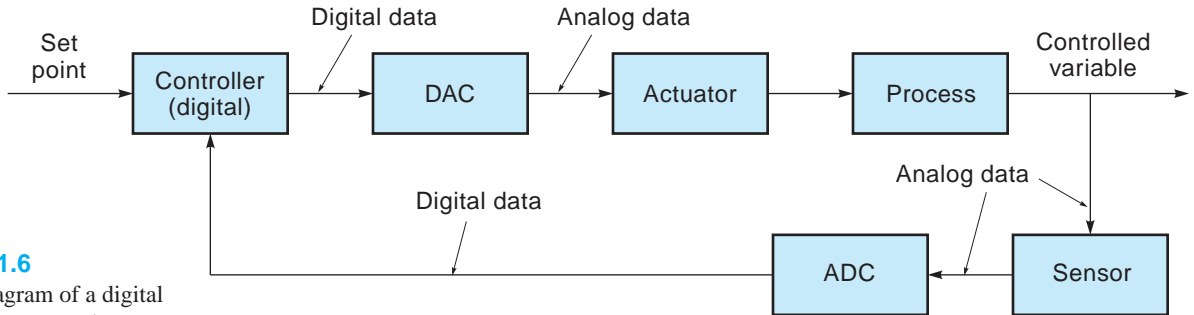 Digital data
Analog data
Set
point
Controller
(digital)
DAC
Actuator
Process
Controlled
variable
Analog data
Digital data
ADC
Sensor
1.6
agram of a digital